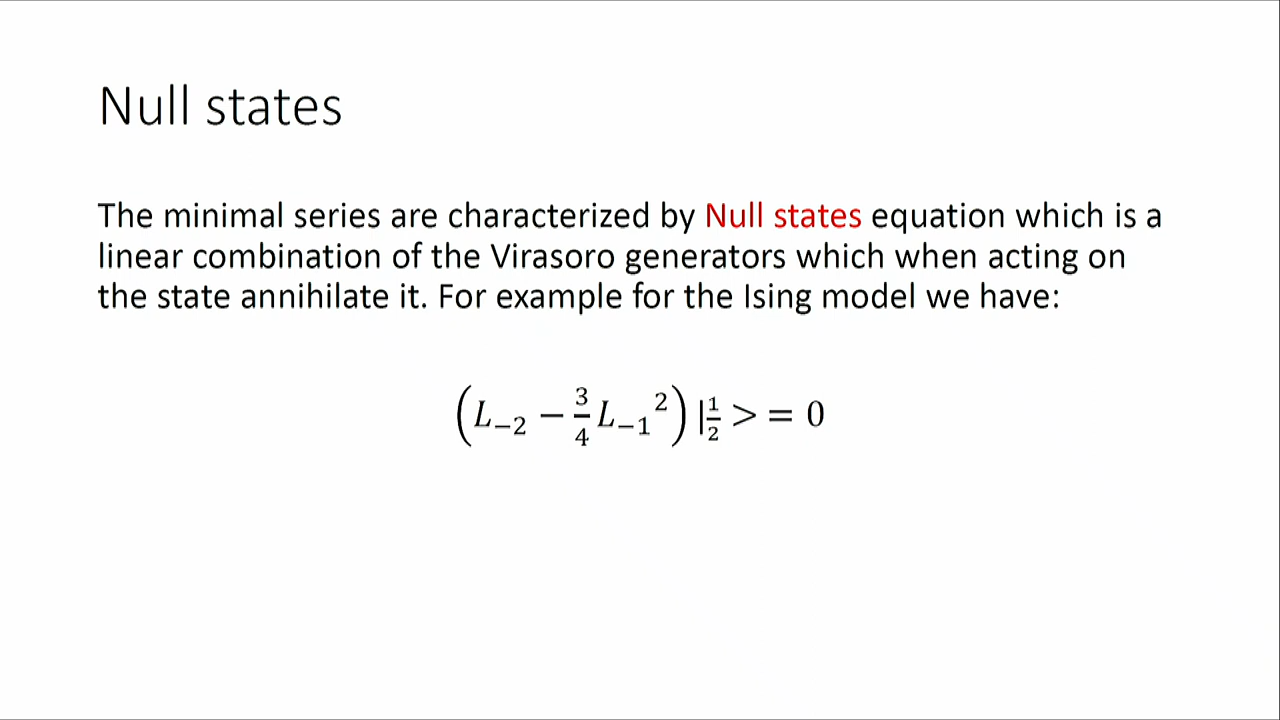 Null states
The minimal series are characterized by Null states equation which is a
linear combination of the Virasoro generators which when acting on
the state annihilate it. For example for the Ising model we have:
(L₋₂ − 3/4 L₋₁²) |1/2 > = 0